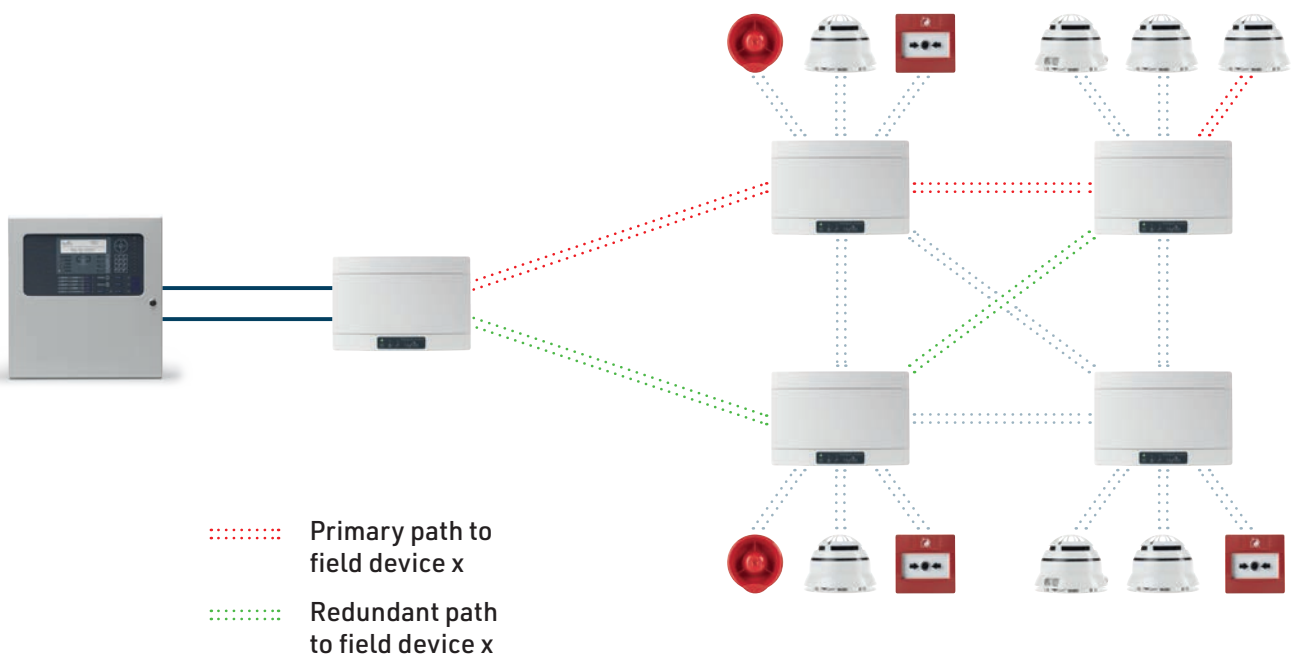 Primary path to
field device x
Redundant path
to field device x